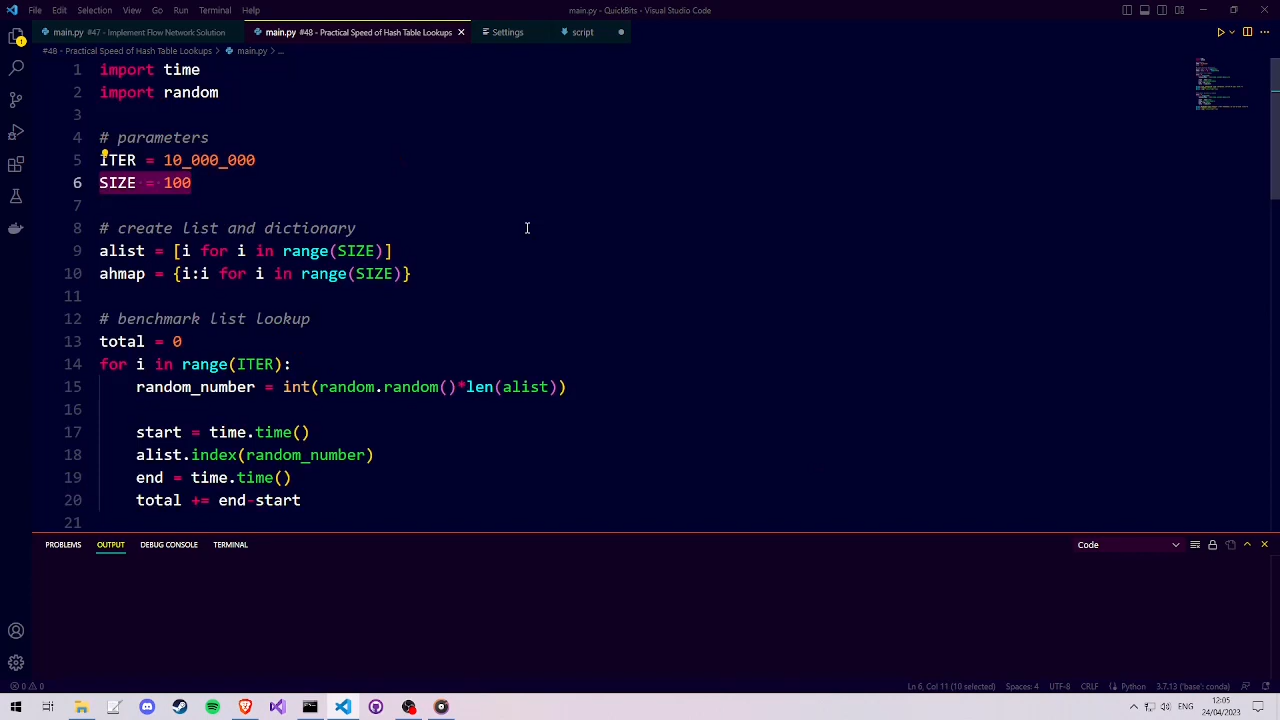 File Edit Selection View Go Run Terminal Help main.py - QuickBits - Visual Studio Code
main.py #47 - Implement Flow Network Solution main.py #48 - Practical Speed of Hash Table Lookups Settings script
#48 - Practical Speed of Hash Table Lookups > main.py > ...
1 import time
2 import random
3
4 # parameters
5 ITER = 10_000_000
6 SIZE = 100
7
8 # create list and dictionary
9 alist = [i for i in range(SIZE)]
10 ahmap = {i:i for i in range(SIZE)}
11
12 # benchmark list lookup
13 total = 0
14 for i in range(ITER):
15 random_number = int(random.random()*len(alist))
16
17 start = time.time()
18 alist.index(random_number)
19 end = time.time()
20 total += end-start
21
PROBLEMS OUTPUT DEBUG CONSOLE TERMINAL Code
0 0 Ln 6, Col 11 (10 selected) Spaces: 4 UTF-8 CRLF Python 3.7.13 ('base': conda)
ENG 12:05
24/04/2023